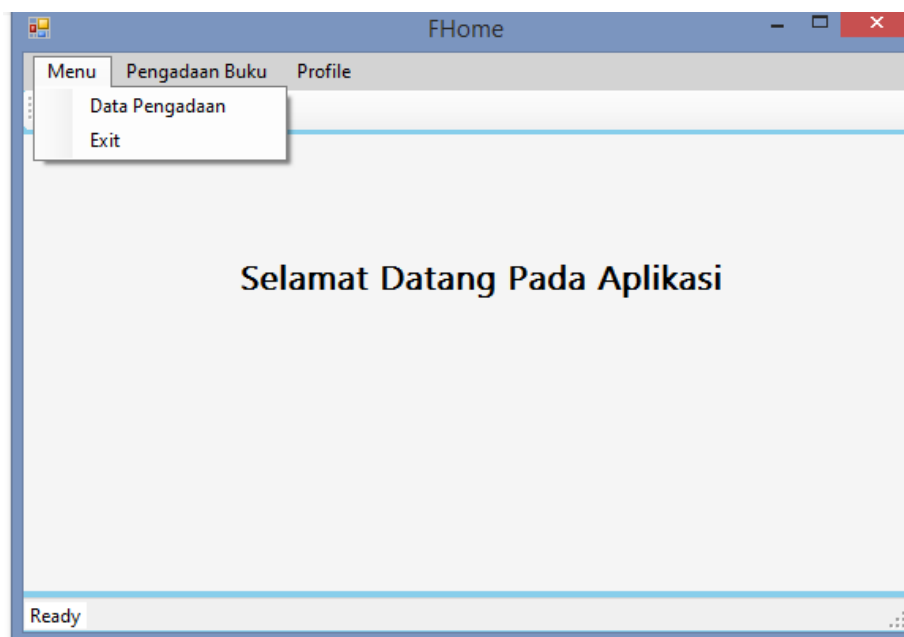 FHome
Menu Pengadaan Buku Profile
Data Pengadaan
Exit
Selamat Datang Pada Aplikasi
Ready